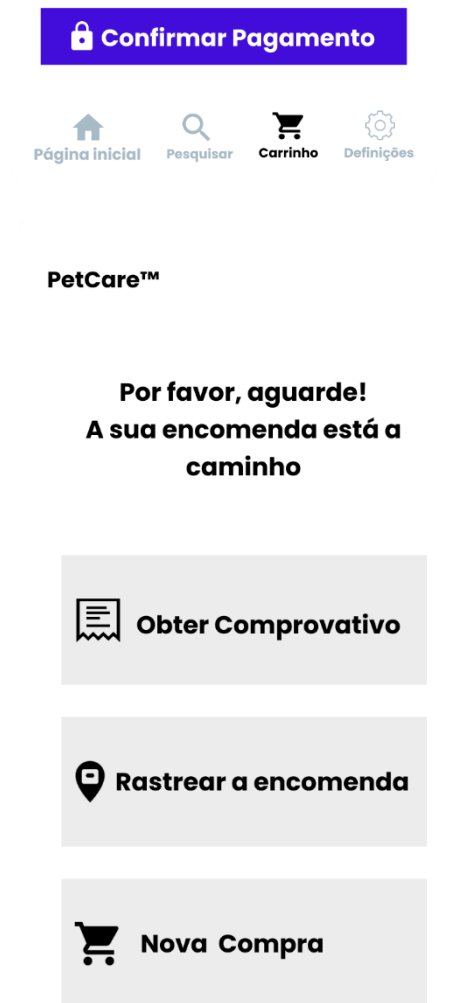 Confirmar Pagamento
Página inicial Pesquisar Carrinho Definições
PetCare™
Por favor, aguarde!
A sua encomenda está a
caminho
Obter Comprovativo
Rastrear a encomenda
Nova Compra